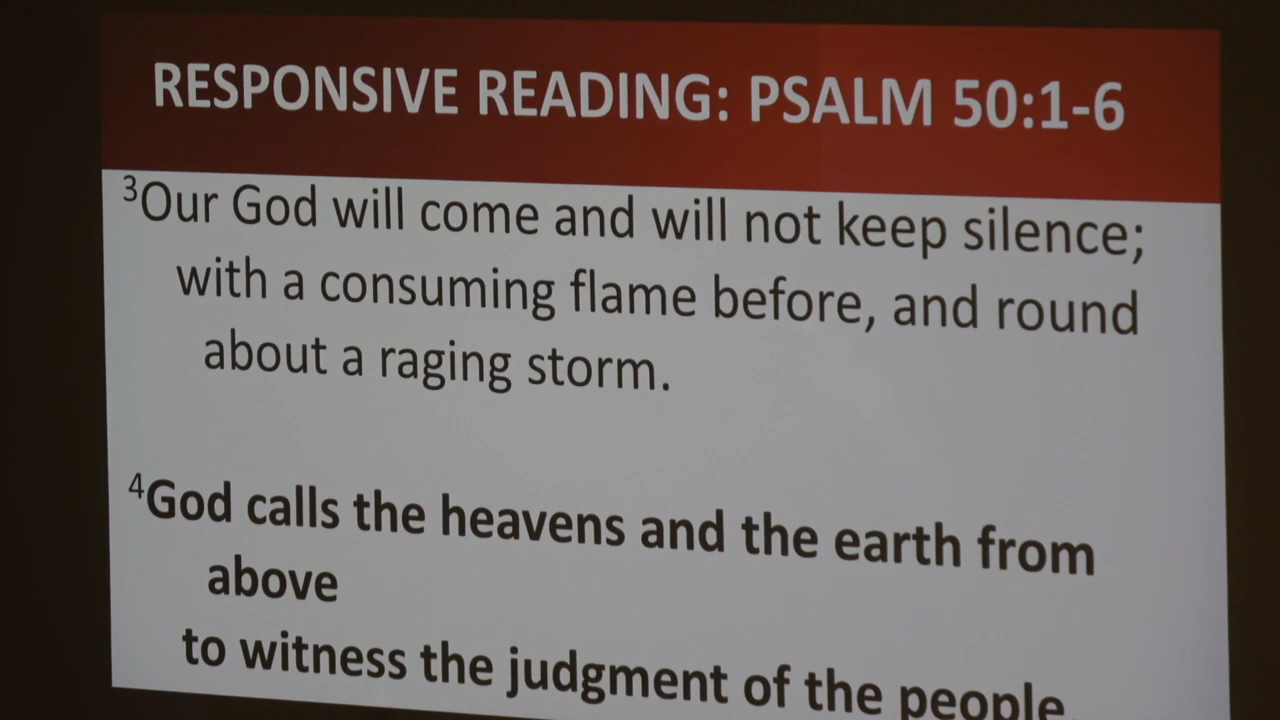 RESPONSIVE READING: PSALM 50:1-6
³Our God will come and will not keep silence;
with a consuming flame before, and round
about a raging storm.
⁴God calls the heavens and the earth from
above
to witness the judgment of the people